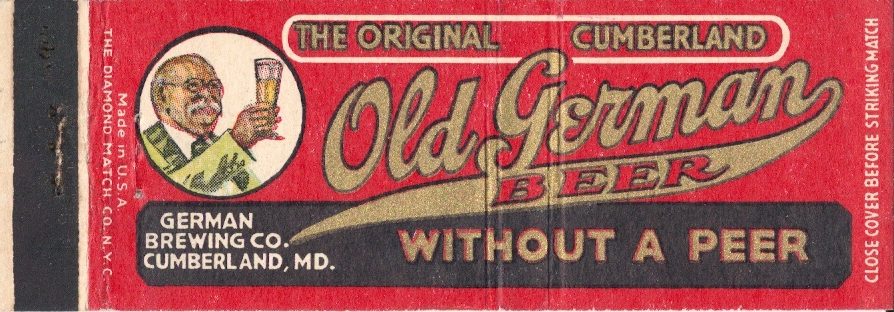 THE ORIGINAL CUMBERLAND
Old German
BEER
WITHOUT A PEER
GERMAN
BREWING CO.
CUMBERLAND, MD.
Made in U.S.A.
THE DIAMOND MATCH CO. N.Y.C.
CLOSE COVER BEFORE STRIKING MATCH